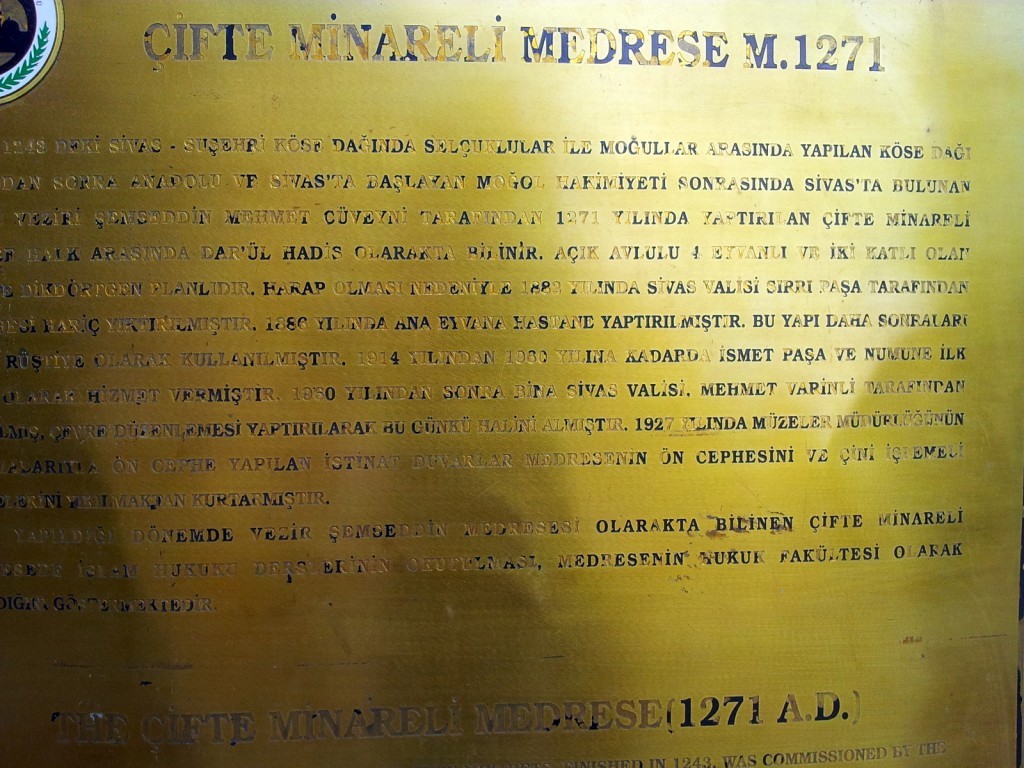 ÇİFTE MİNARELİ MEDRESE M.1271
1243 DEKİ SİVAS - SUŞEHRİ KÖSE DAĞINDA SELÇUKLULAR İLE MOĞULLAR ARASINDA YAPILAN KÖSE DAĞI
DAN SONRA ANADOLU VE SİVAS'TA BAŞLAYAN MOĞOL HAKİMİYETİ SONRASINDA SİVAS'TA BULUNAN
VEZİRİ ŞEMSEDDİN MEHMET CÜVEYNİ TARAFINDAN 1271 YILINDA YAPTIRILAN ÇİFTE MİNARELİ
HALK ARASINDA DAR'ÜL HADİS OLARAKTA BİLİNİR. AÇIK AVLULU 4 EYVANLI VE İKİ KATLI OLAN
DİKDÖRTGEN PLANLIDIR. HARAP OLMASI NEDENİYLE 1882 YILINDA SİVAS VALİSİ SIRRI PAŞA TARAFINDAN
HARİÇ YIKTIRILMIŞTIR. 1886 YILINDA ANA EYVANA HASTANE YAPTIRILMIŞTIR. BU YAPI DAHA SONRALARI
RÜŞTİYE OLARAK KULLANILMIŞTIR. 1914 YILINDAN 1960 YILINA KADARDA İSMET PAŞA VE NUMUNE İLK
OLARAK HİZMET VERMİŞTİR. 1960 YILINDAN SONRA BİNA SİVAS VALİSİ, MEHMET VARİNLİ TARAFINDAN
ÇEVRE DÜZENLEMESİ YAPTIRILARAK BU GÜNKÜ HALİNİ ALMIŞTIR. 1927 YILINDA MÜZELER MÜDÜRLÜĞÜNÜN
ÖN CEPHE YAPILAN İSTİNAT DUVARLAR MEDRESENİN ÖN CEPHESİNİ VE ÇİNİ İŞLEMELİ
YIKILMAKTAN KURTARMIŞTIR.
YAPILDIĞI DÖNEMDE VEZİR ŞEMSEDDİN MEDRESESİ OLARAKTA BİLİNEN ÇİFTE MİNARELİ
İSLAM HUKUKU DERSLERİNİN OKUTULMASI, MEDRESENİN HUKUK FAKÜLTESİ OLARAK
GÖSTERMEKTEDİR.
THE ÇİFTE MİNARELİ MEDRESE(1271 A.D.)
FINISHED IN 1243, WAS COMMISSIONED BY THE